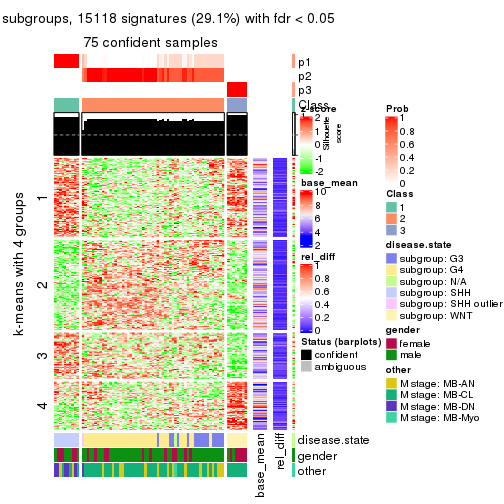 subgroups, 15118 signatures (29.1%) with fdr < 0.05
75 confident samples
p1
p2
p3
Class
Silhouette
score
k-means with 4 groups
1
2
3
4
z-score
2
1
0
-1
-2
base_mean
10
8
6
4
2
rel_diff
1
0.8
0.6
0.4
0.2
0
Status (barplots)
confident
ambiguous
Prob
1
0.8
0.6
0.4
0.2
0
Class
1
2
3
disease.state
subgroup: G3
subgroup: G4
subgroup: N/A
subgroup: SHH
subgroup: SHH outlier
subgroup: WNT
gender
female
male
other
M stage: MB-AN
M stage: MB-CL
M stage: MB-DN
M stage: MB-Myo
disease.state
gender
other
base_mean
rel_diff